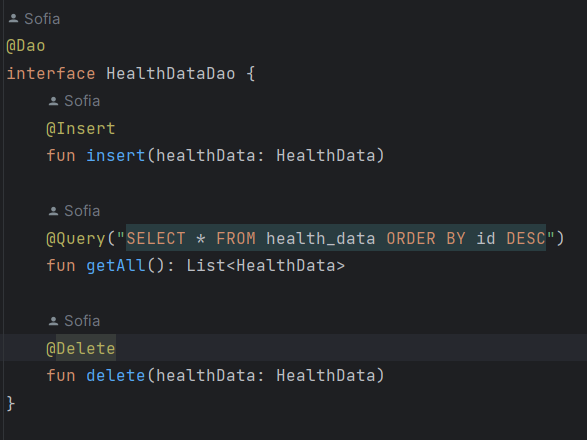 Sofia
@Dao
interface HealthDataDao {
Sofia
@Insert
fun insert(healthData: HealthData)
Sofia
@Query("SELECT * FROM health_data ORDER BY id DESC")
fun getAll(): List<HealthData>
Sofia
@Delete
fun delete(healthData: HealthData)
}